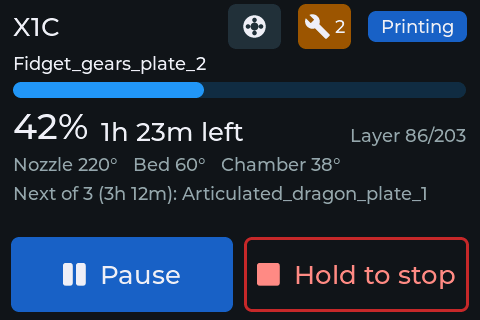 X1C
2
Printing
Fidget_gears_plate_2
42% 1h 23m left
Layer 86/203
Nozzle 220° Bed 60° Chamber 38°
Next of 3 (3h 12m): Articulated_dragon_plate_1
Pause
Hold to stop